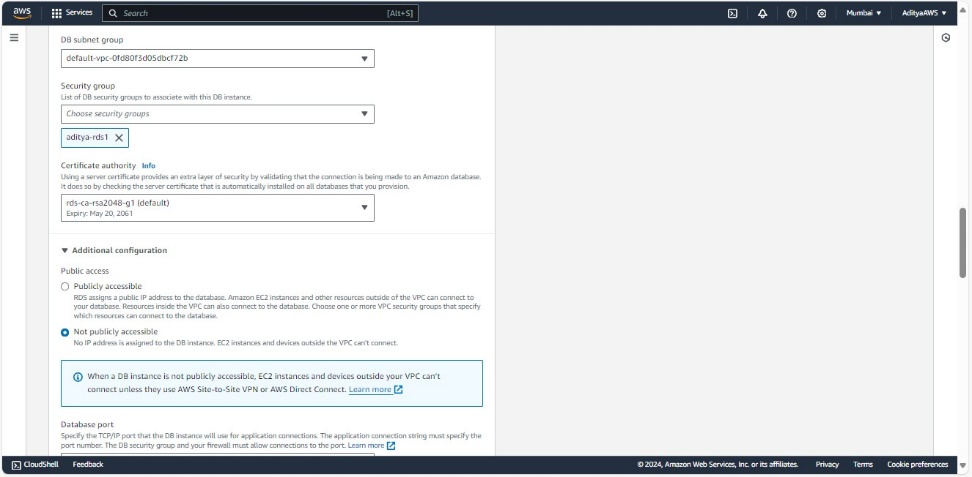 aws
Services
Search
[Alt+S]
Mumbai
AdityaAWS
DB subnet group
default-vpc-0fd80f3d05dbcf72b
Security group
List of DB security groups to associate with this DB instance.
Choose security groups
aditya-rds1
Certificate authority Info
Using a server certificate provides an extra layer of security by validating that the connection is being made to an Amazon database.
It does so by checking the server certificate that is automatically installed on all databases that you provision.
rds-ca-rsa2048-g1 (default)
Expiry: May 20, 2061
Additional configuration
Public access
Publicly accessible
RDS assigns a public IP address to the database. Amazon EC2 instances and other resources outside of the VPC can connect to
your database. Resources inside the VPC can also connect to the database. Choose one or more VPC security groups that specify
which resources can connect to the database.
Not publicly accessible
No IP address is assigned to the DB instance. EC2 instances and devices outside the VPC can't connect.
When a DB instance is not publicly accessible, EC2 instances and devices outside your VPC can't
connect unless they use AWS Site-to-Site VPN or AWS Direct Connect. Learn more
Database port
Specify the TCP/IP port that the DB instance will use for application connections. The application connection string must specify the
port number. The DB security group and your firewall must allow connections to the port. Learn more
CloudShell
Feedback
© 2024, Amazon Web Services, Inc. or its affiliates.
Privacy
Terms
Cookie preferences